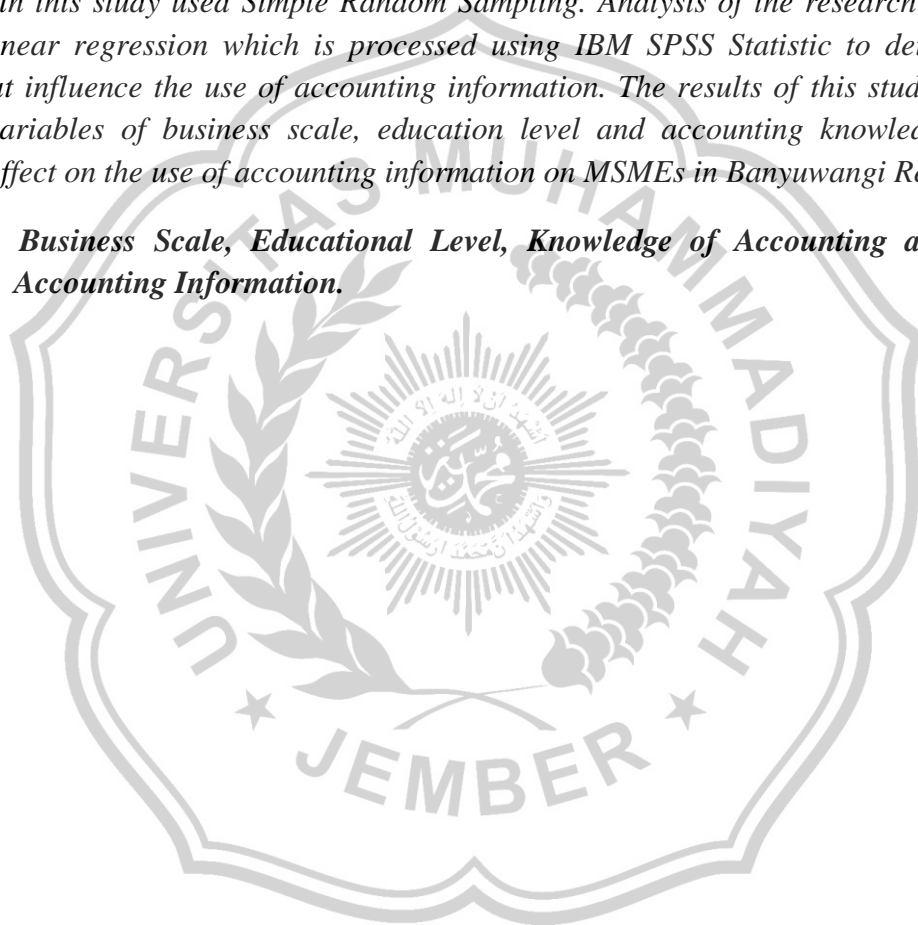 in this study used Simple Random Sampling. Analysis of the research
near regression which is processed using IBM SPSS Statistic to de
t influence the use of accounting information. The results of this stud
ariables of business scale, education level and accounting knowled
ffect on the use of accounting information on MSMEs in Banyuwangi Re
Business Scale, Educational Level, Knowledge of Accounting a
Accounting Information.
UNIVERSITAS MUHAMMADIYAH
JEMBER